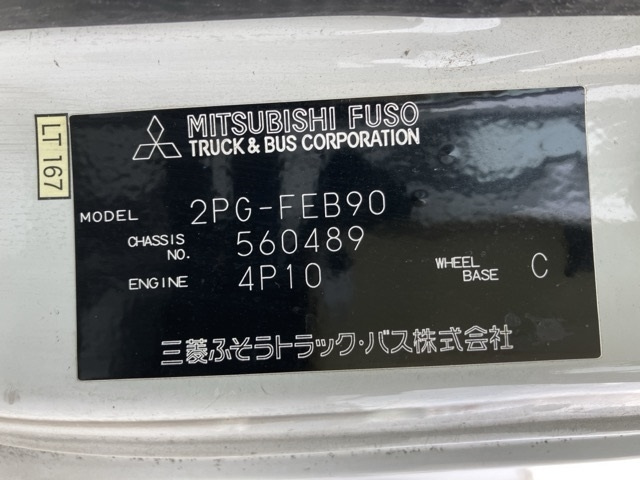 MITSUBISHI FUSO
TRUCK & BUS CORPORATION
LT 167
MODEL 2PG-FEB90
CHASSIS NO. 560489
ENGINE 4P10 WHEEL BASE C
三菱ふそうトラック・バス株式会社